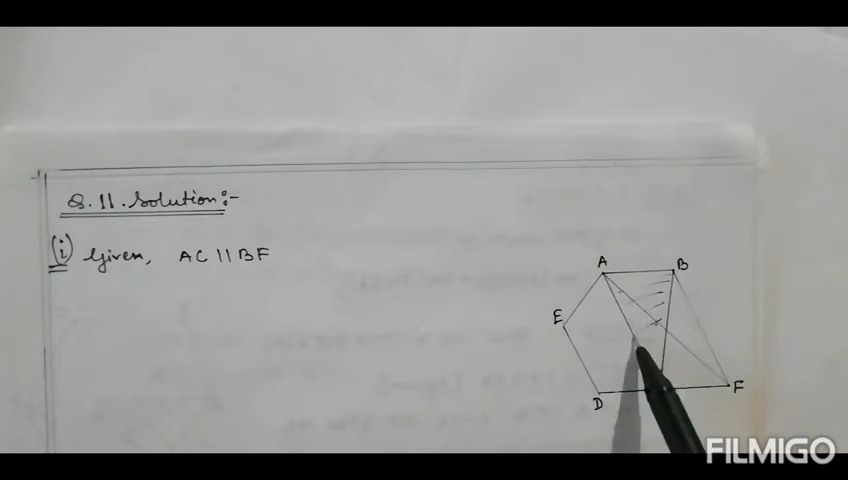 Q.11. Solution:-
(i) Given, AC || BF
A B
E
D F
FILMIGO